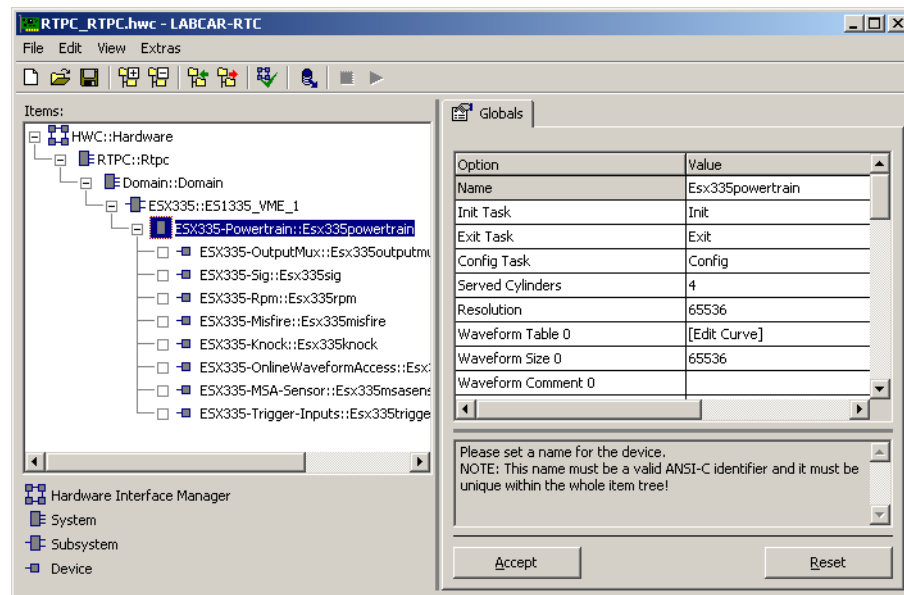 RTPC_RTPC.hwc - LABCAR-RTC
File Edit View Extras
Items:
HWC::Hardware
RTPC::Rtpc
Domain::Domain
ESX335::ES1335_VME_1
ESX335-Powertrain::Esx335powertrain
ESX335-OutputMux::Esx335outputmu
ESX335-Sig::Esx335sig
ESX335-Rpm::Esx335rpm
ESX335-Misfire::Esx335misfire
ESX335-Knock::Esx335knock
ESX335-OnlineWaveformAccess::Esx
ESX335-MSA-Sensor::Esx335msasens
ESX335-Trigger-Inputs::Esx335trigge
Hardware Interface Manager
System
Subsystem
Device
Globals
Option Value
Name Esx335powertrain
Init Task Init
Exit Task Exit
Config Task Config
Served Cylinders 4
Resolution 65536
Waveform Table 0 [Edit Curve]
Waveform Size 0 65536
Waveform Comment 0
Please set a name for the device.
NOTE: This name must be a valid ANSI-C identifier and it must be
unique within the whole item tree!
Accept Reset